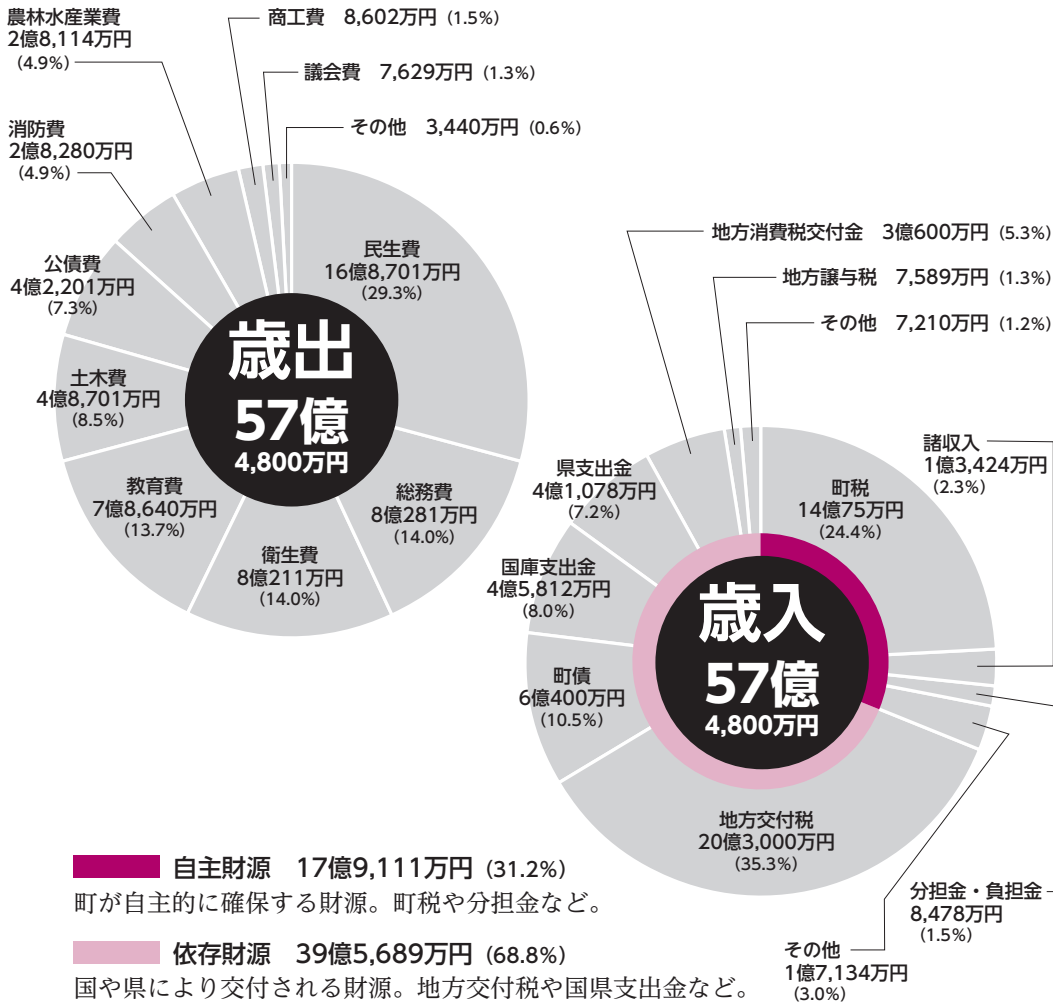 農林水産業費
2億8,114万円
(4.9%)
商工費 8,602万円 (1.5%)
議会費 7,629万円 (1.3%)
その他 3,440万円 (0.6%)
消防費
2億8,280万円
(4.9%)
公債費
4億2,201万円
(7.3%)
土木費
4億8,701万円
(8.5%)
教育費
7億8,640万円
(13.7%)
衛生費
8億211万円
(14.0%)
総務費
8億281万円
(14.0%)
民生費
16億8,701万円
(29.3%)
歳出
57億
4,800万円
地方消費税交付金 3億600万円 (5.3%)
地方譲与税 7,589万円 (1.3%)
その他 7,210万円 (1.2%)
諸収入
1億3,424万円
(2.3%)
県支出金
4億1,078万円
(7.2%)
町税
14億75万円
(24.4%)
国庫支出金
4億5,812万円
(8.0%)
町債
6億400万円
(10.5%)
歳入
57億
4,800万円
地方交付税
20億3,000万円
(35.3%)
分担金・負担金
8,478万円
(1.5%)
その他
1億7,134万円
(3.0%)
自主財源 17億9,111万円 (31.2%)
町が自主的に確保する財源。町税や分担金など。
依存財源 39億5,689万円 (68.8%)
国や県により交付される財源。地方交付税や国県支出金など。